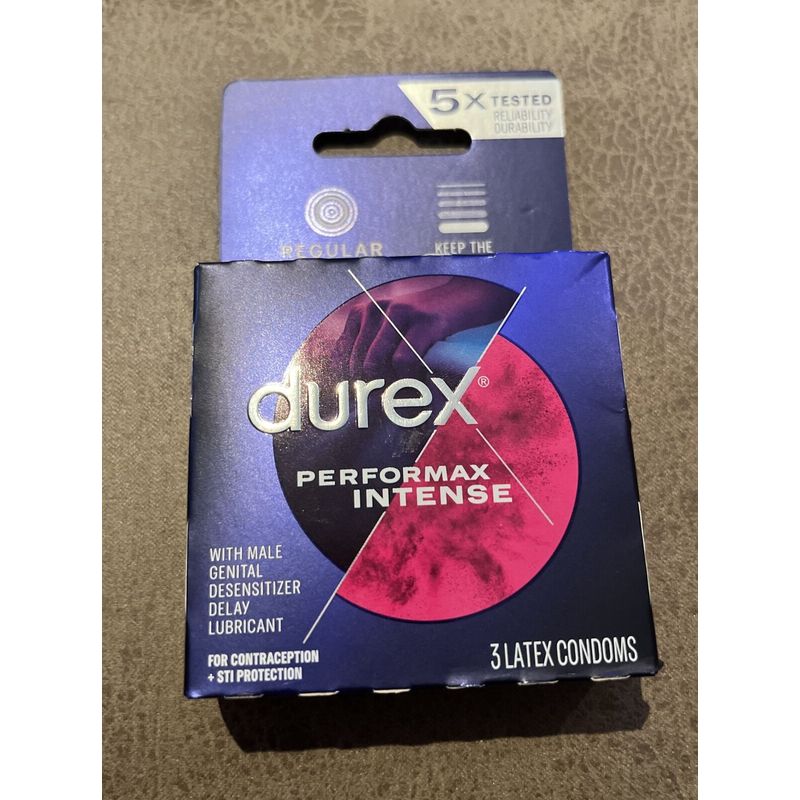 5X TESTED
RELIABILITY
DURABILITY
REGULAR
KEEP THE
durex®
PERFORMAX
INTENSE
WITH MALE
GENITAL
DESENSITIZER
DELAY
LUBRICANT
FOR CONTRACEPTION
+ STI PROTECTION
3 LATEX CONDOMS